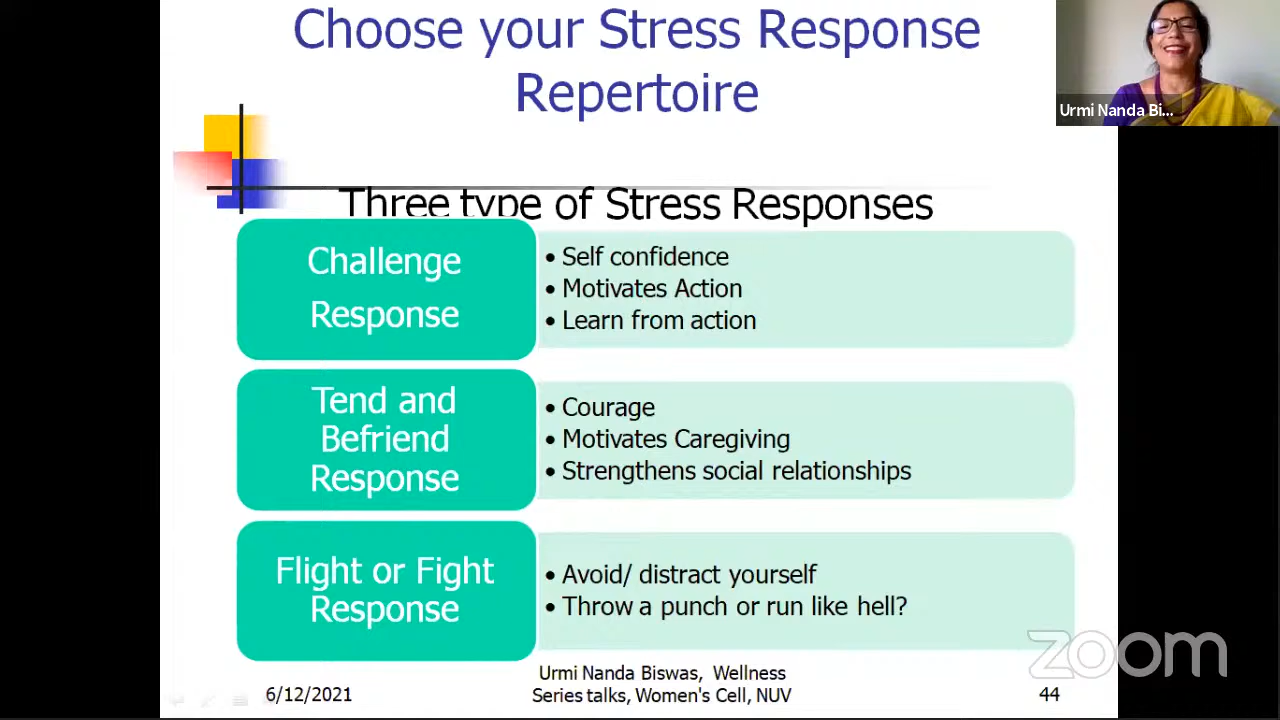 Choose your Stress Response
Repertoire
Urmi Nanda Bi...
Three type of Stress Responses
Challenge
Response
• Self confidence
• Motivates Action
• Learn from action
Tend and
Befriend
Response
• Courage
• Motivates Caregiving
• Strengthens social relationships
Flight or Fight
Response
• Avoid/ distract yourself
• Throw a punch or run like hell?
zoom
6/12/2021
Urmi Nanda Biswas, Wellness
Series talks, Women's Cell, NUV
44